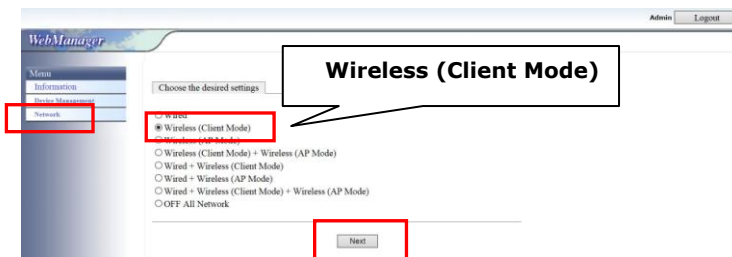 Admin Logout
WebManager
Wireless (Client Mode)
Menu
Information
Device Management
Network
Choose the desired settings
Wired
Wireless (Client Mode)
Wireless (AP Mode)
Wireless (Client Mode) + Wireless (AP Mode)
Wired + Wireless (Client Mode)
Wired + Wireless (AP Mode)
Wired + Wireless (Client Mode) + Wireless (AP Mode)
OFF All Network
Next